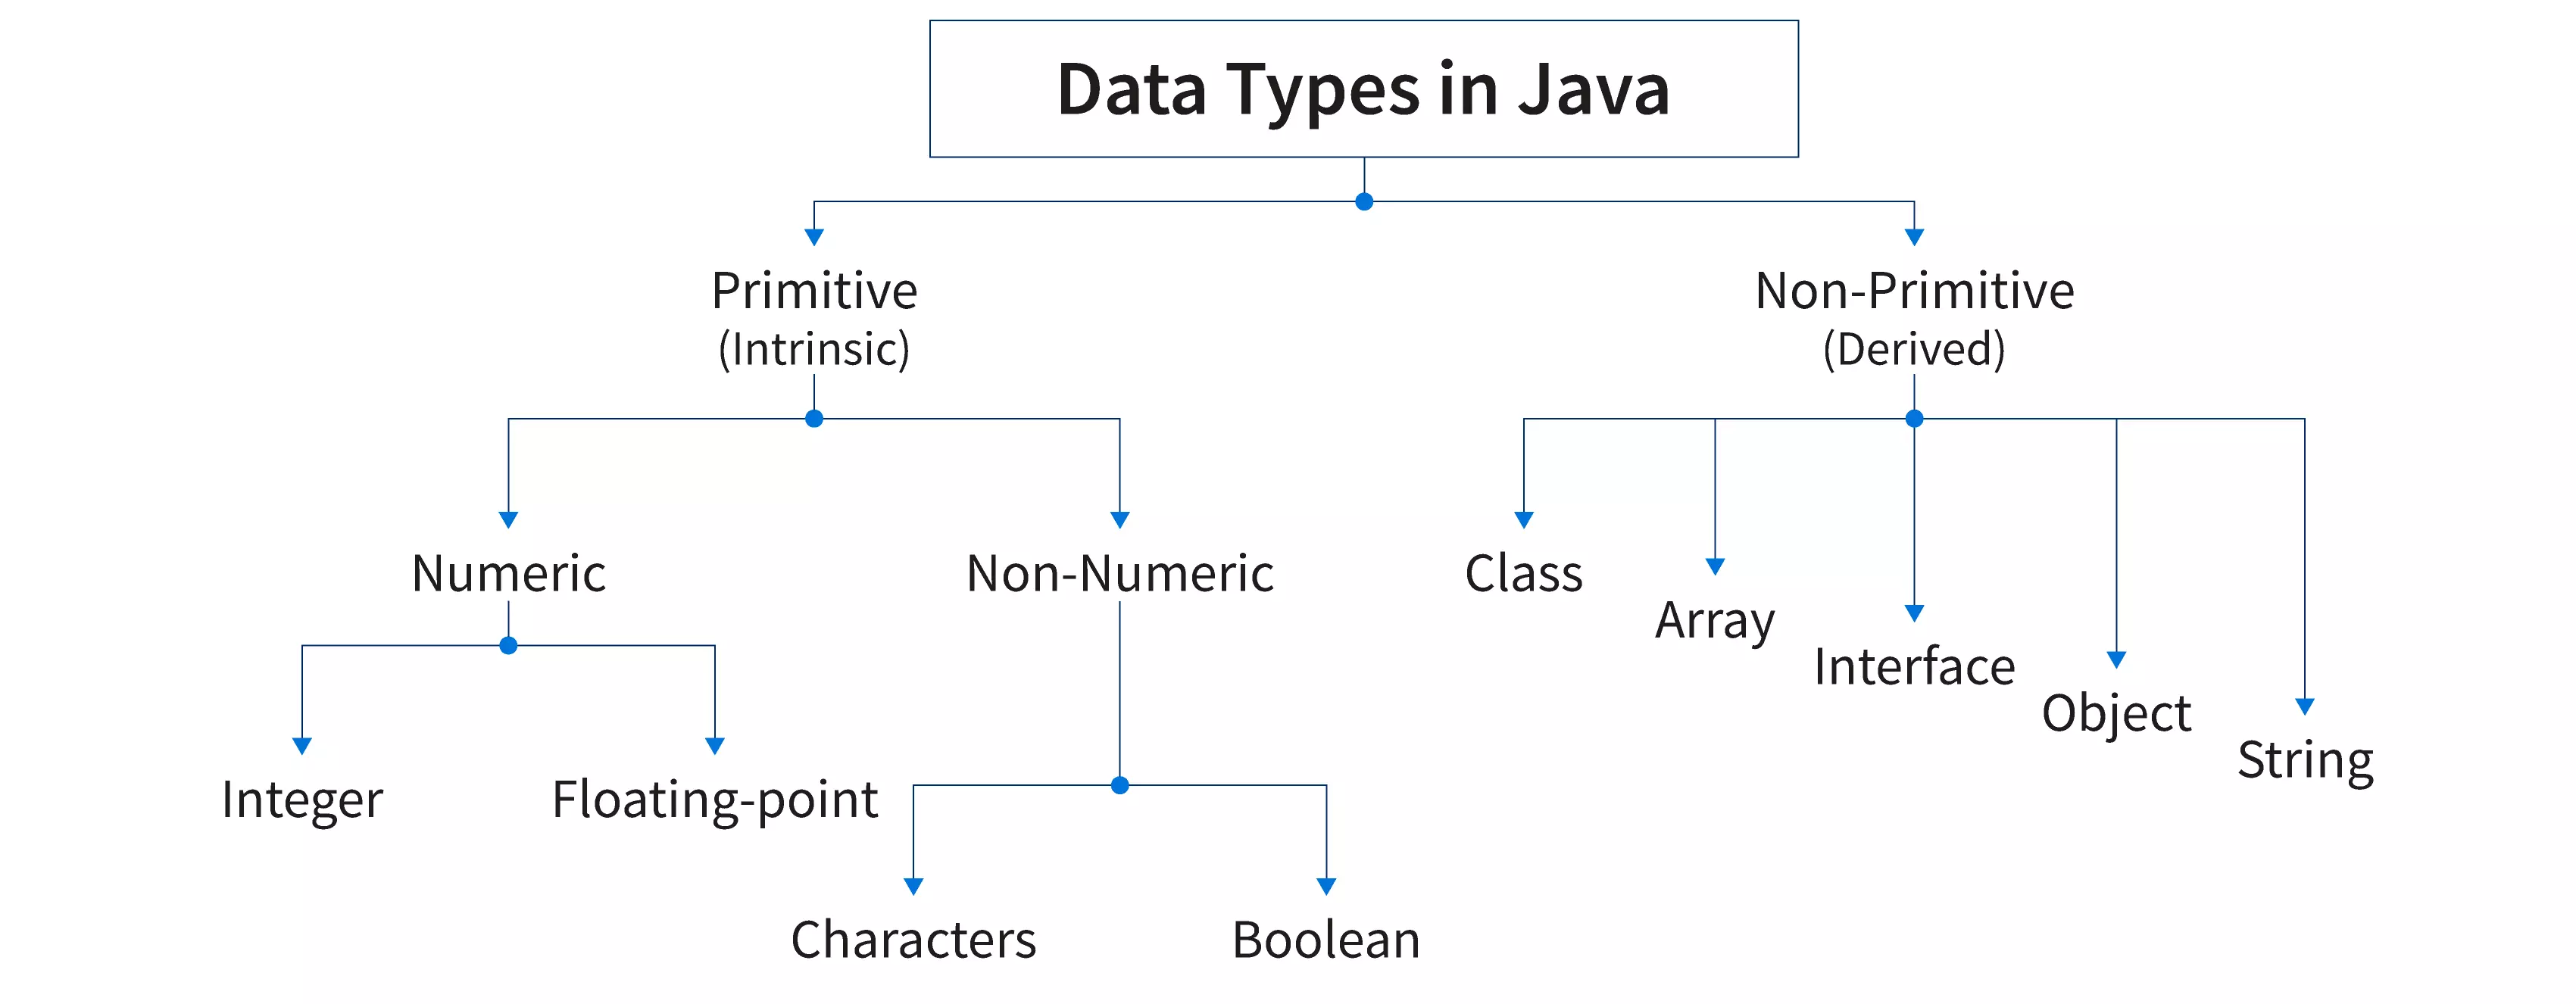 Data Types in Java
Primitive
(Intrinsic)
Non-Primitive
(Derived)
Numeric
Non-Numeric
Class
Array
Interface
Object
String
Integer
Floating-point
Characters
Boolean